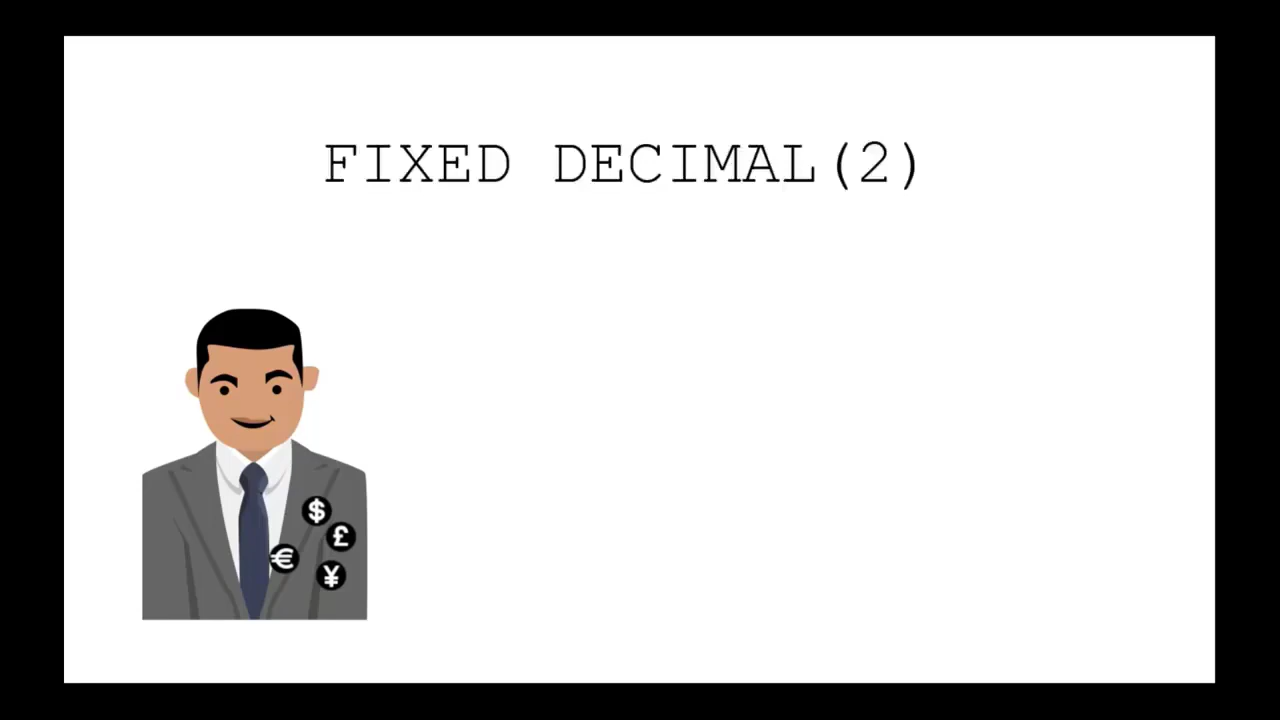 FIXED DECIMAL(2)
$
£
€
¥